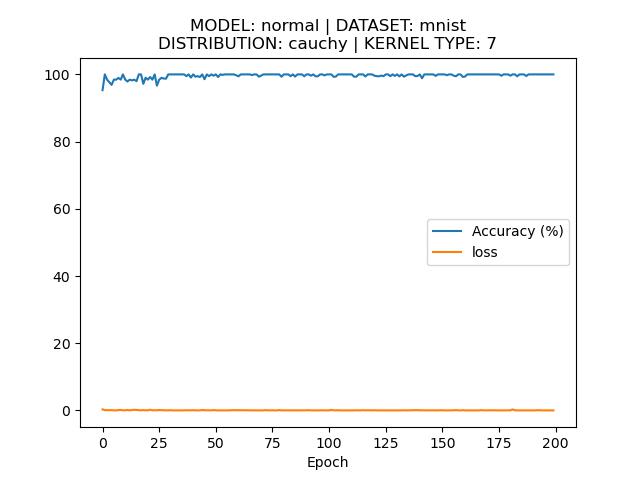 MODEL: normal | DATASET: mnist
DISTRIBUTION: cauchy | KERNEL TYPE: 7
100
80
60
40
20
0
Accuracy (%)
loss
0 25 50 75 100 125 150 175 200
Epoch